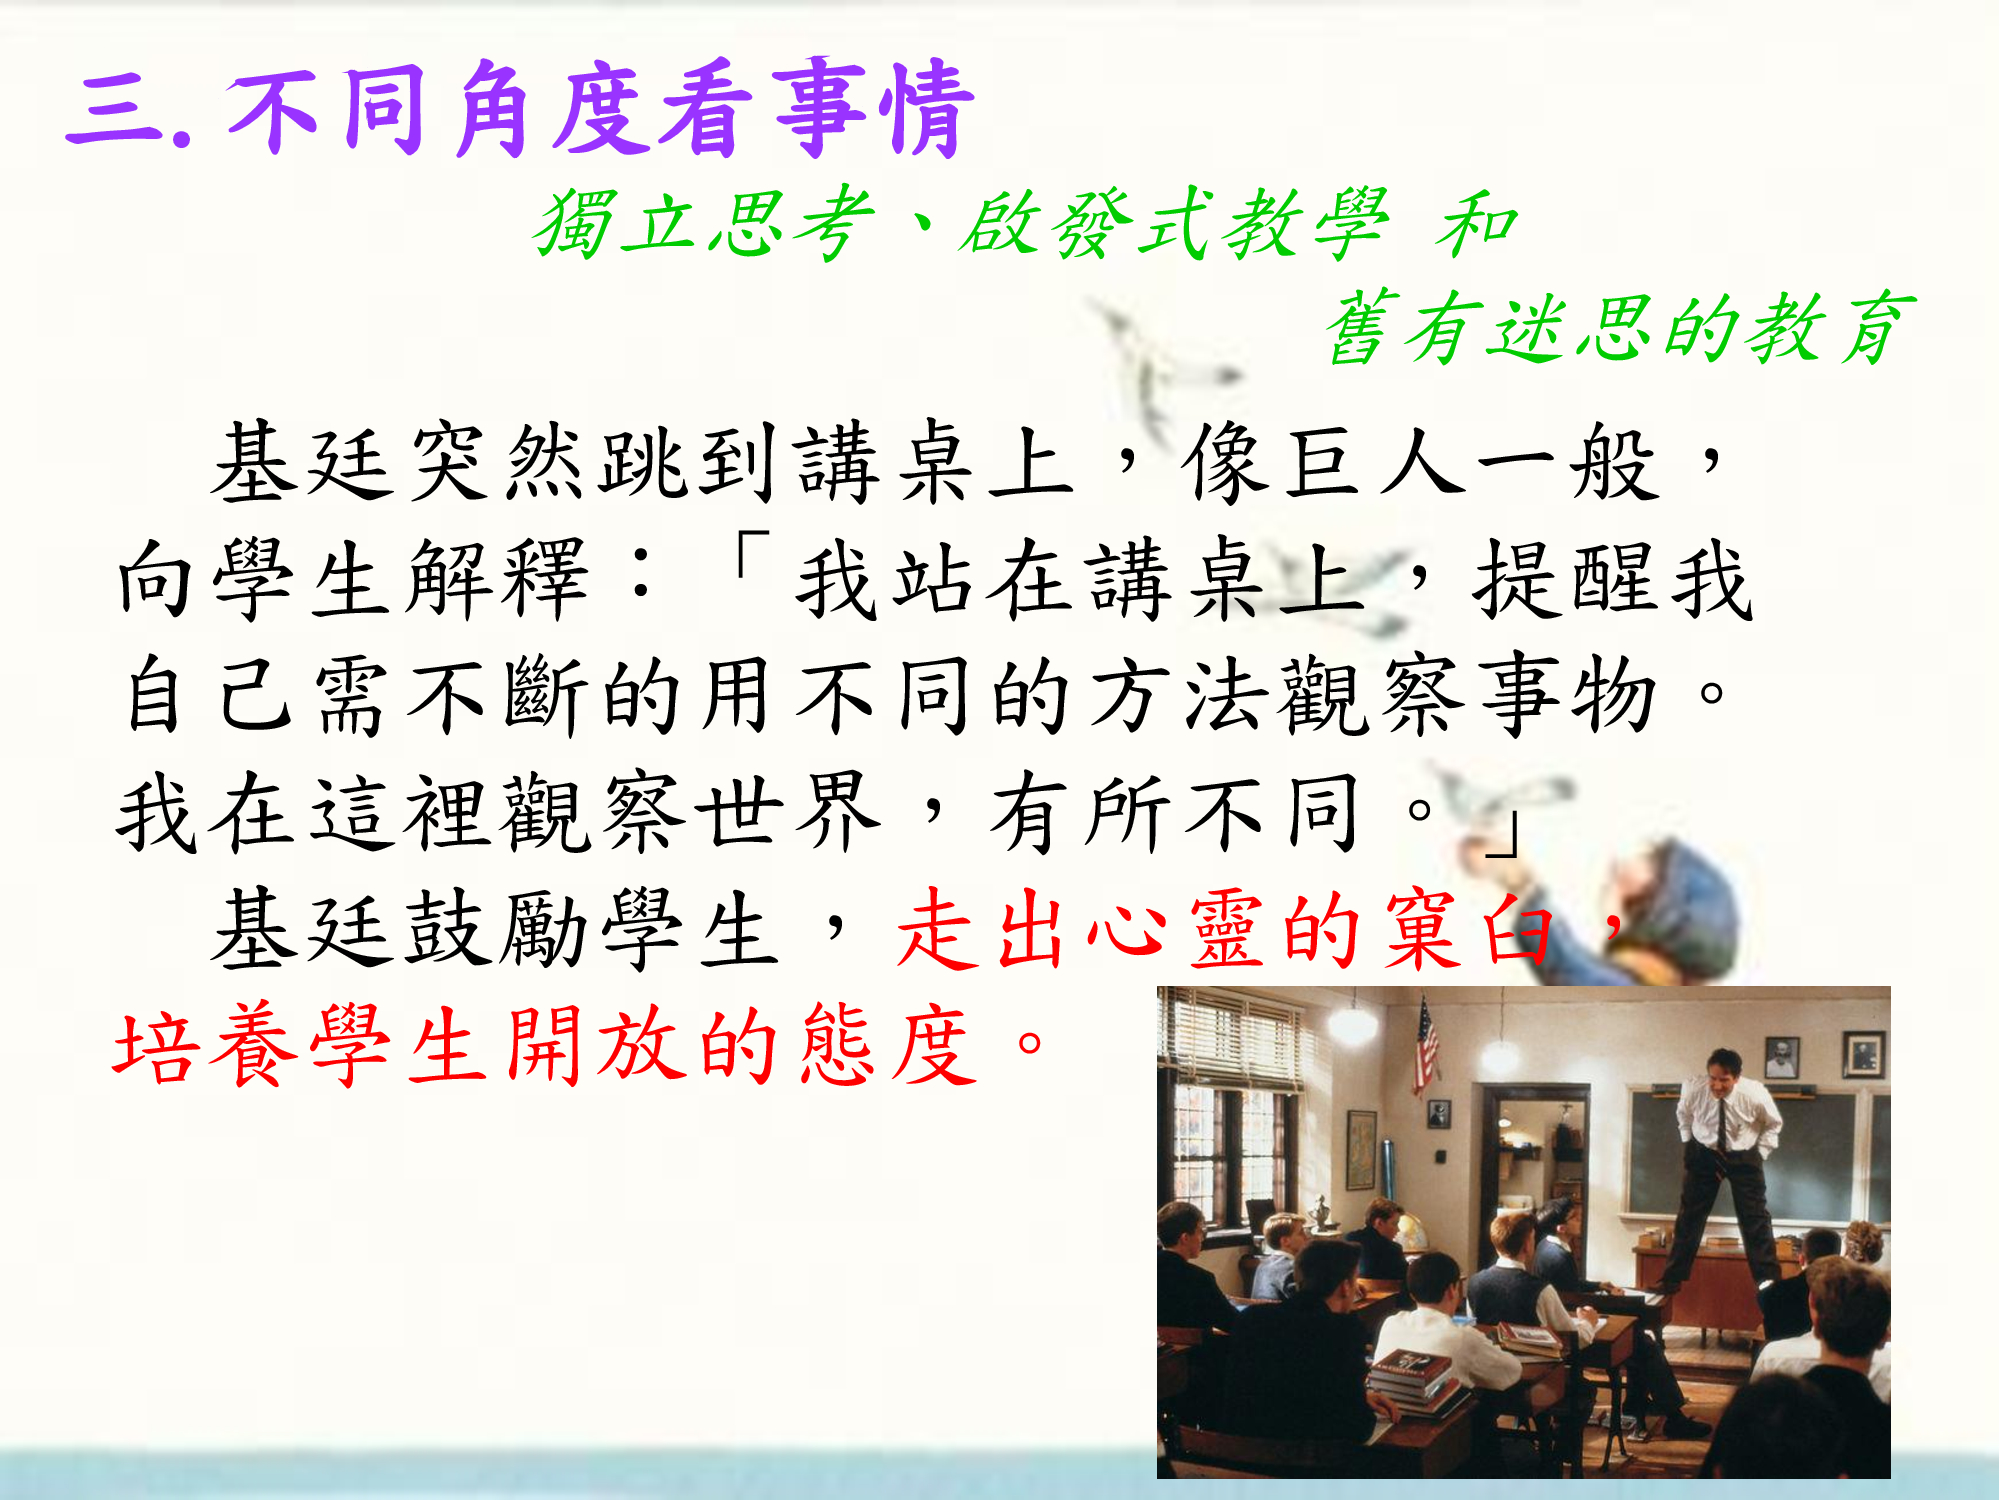 三.不同角度看事情
獨立思考、啟發式教學 和
舊有迷思的教育
基廷突然跳到講桌上，像巨人一般，
向學生解釋：「我站在講桌上，提醒我
自己需不斷的用不同的方法觀察事物。
我在這裡觀察世界，有所不同。」
基廷鼓勵學生，走出心靈的窠臼，
培養學生開放的態度。